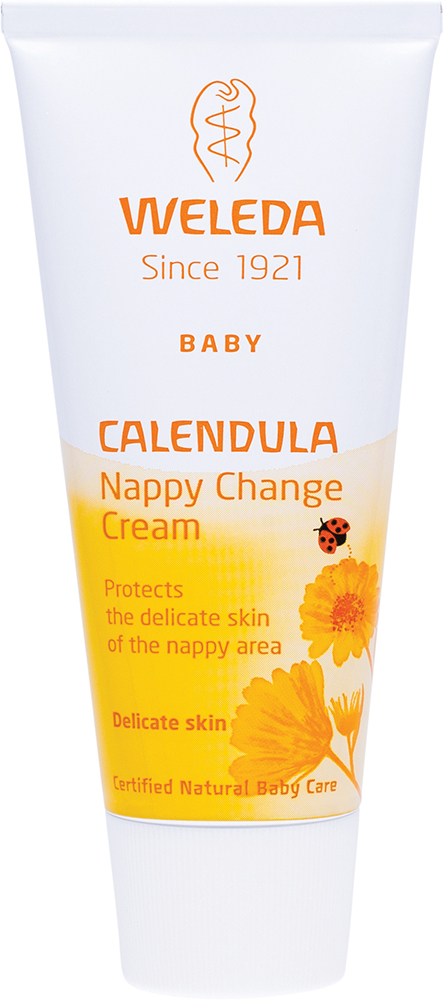 WELEDA
Since 1921
BABY
CALENDULA
Nappy Change
Cream
Protects
the delicate skin
of the nappy area
Delicate skin
Certified Natural Baby Care